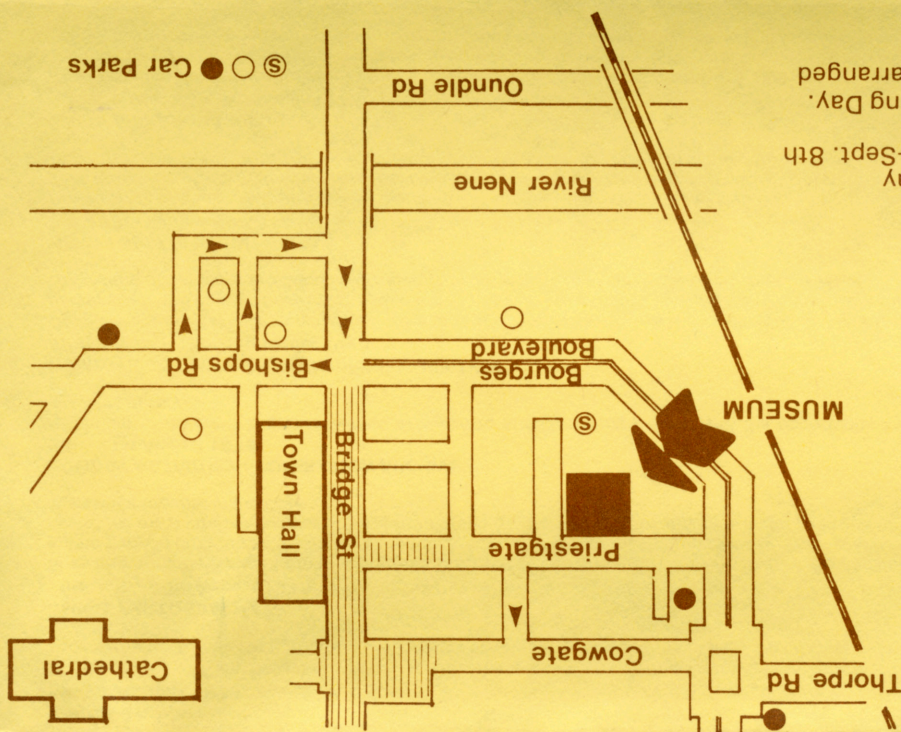 Thorpe Rd
Cowgate
Cathedral
Priestgate
Town Hall
Bridge St
S
MUSEUM
Bourges
Boulevard
Bishops Rd
River Nene
Oundle Rd
ny
-Sept. 8th
ng Day.
arranged
S Car Parks